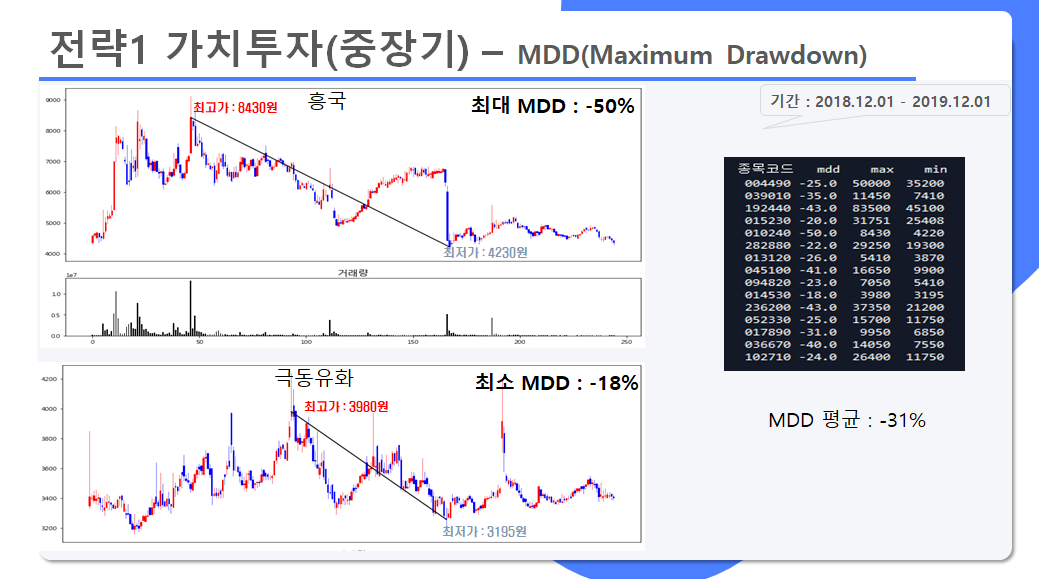 전략1 가치투자(중장기) – MDD(Maximum Drawdown)
기간 : 2018.12.01 - 2019.12.01
흥국
최대 MDD : -50%
최고가 : 8430원
최저가 : 4230원
9000
8000
7000
6000
5000
4000
거래량
1e7
1.0
0.5
0.0
0 50 100 150 200 250
극동유화
최소 MDD : -18%
최고가 : 3980원
최저가 : 3195원
4200
4000
3800
3600
3400
3200
종목코드 mdd max min
004490 -25.0 50000 35200
039010 -35.0 11450 7410
192440 -43.0 83500 45100
015230 -20.0 31751 25408
010240 -50.0 8430 4220
282880 -22.0 29250 19300
013120 -26.0 5410 3870
045100 -41.0 16650 9900
094820 -23.0 7050 5410
014530 -18.0 3980 3195
236200 -43.0 37350 21200
052330 -25.0 15700 11750
017890 -31.0 9950 6850
036670 -40.0 14050 7550
102710 -24.0 26400 11750
MDD 평균 : -31%